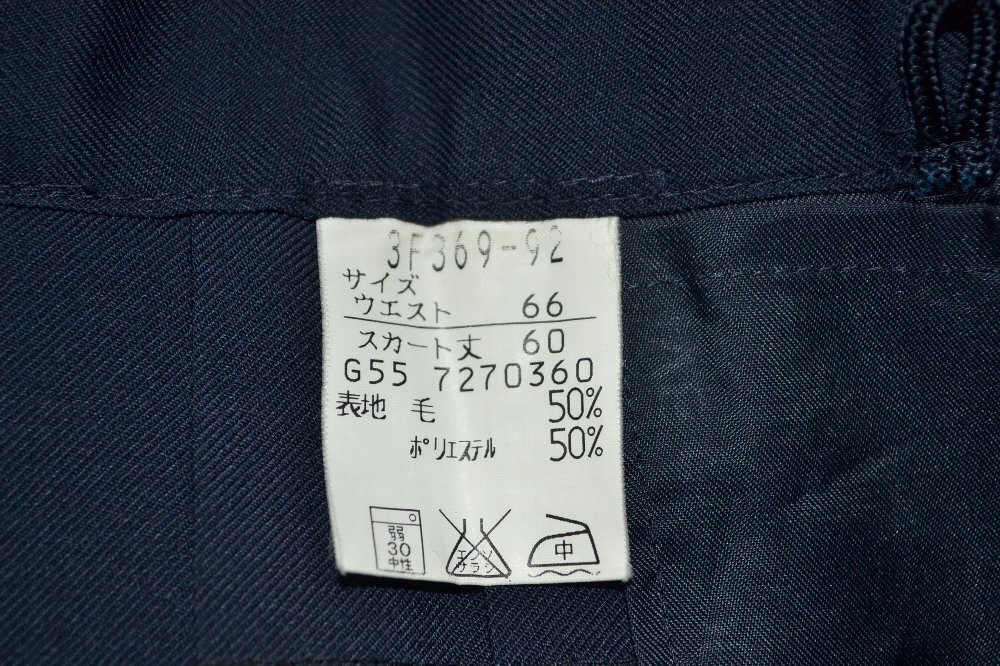 3F369-92
サイズ
ウエスト 66
スカート丈 60
G55 7270360
表地 毛 50%
ポリエステル 50%
弱
30
中性
エンソ
サラシ
中